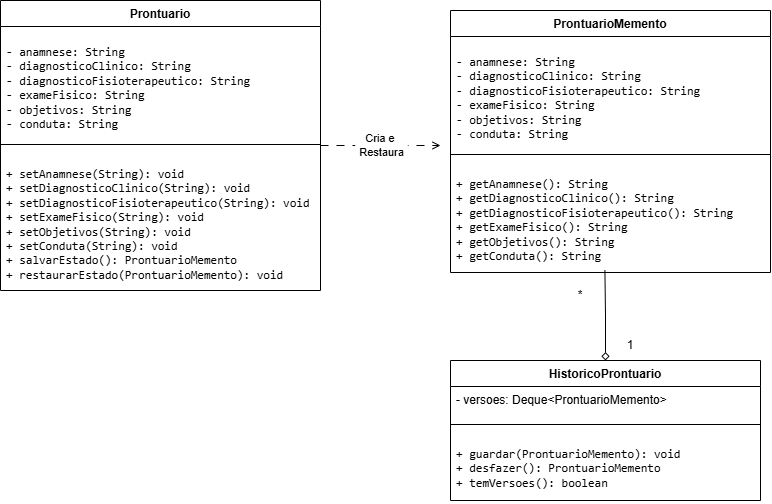 Prontuario
- anamnese: String
- diagnosticoClinico: String
- diagnosticoFisioterapeutico: String
- exameFisico: String
- objetivos: String
- conduta: String
+ setAnamnese(String): void
+ setDiagnosticoClinico(String): void
+ setDiagnosticoFisioterapeutico(String): void
+ setExameFisico(String): void
+ setObjetivos(String): void
+ setConduta(String): void
+ salvarEstado(): ProntuarioMemento
+ restaurarEstado(ProntuarioMemento): void
Cria e
Restaura
ProntuarioMemento
- anamnese: String
- diagnosticoClinico: String
- diagnosticoFisioterapeutico: String
- exameFisico: String
- objetivos: String
- conduta: String
+ getAnamnese(): String
+ getDiagnosticoClinico(): String
+ getDiagnosticoFisioterapeutico(): String
+ getExameFisico(): String
+ getObjetivos(): String
+ getConduta(): String
*
1
HistoricoProntuario
- versoes: Deque<ProntuarioMemento>
+ guardar(ProntuarioMemento): void
+ desfazer(): ProntuarioMemento
+ temVersoes(): boolean